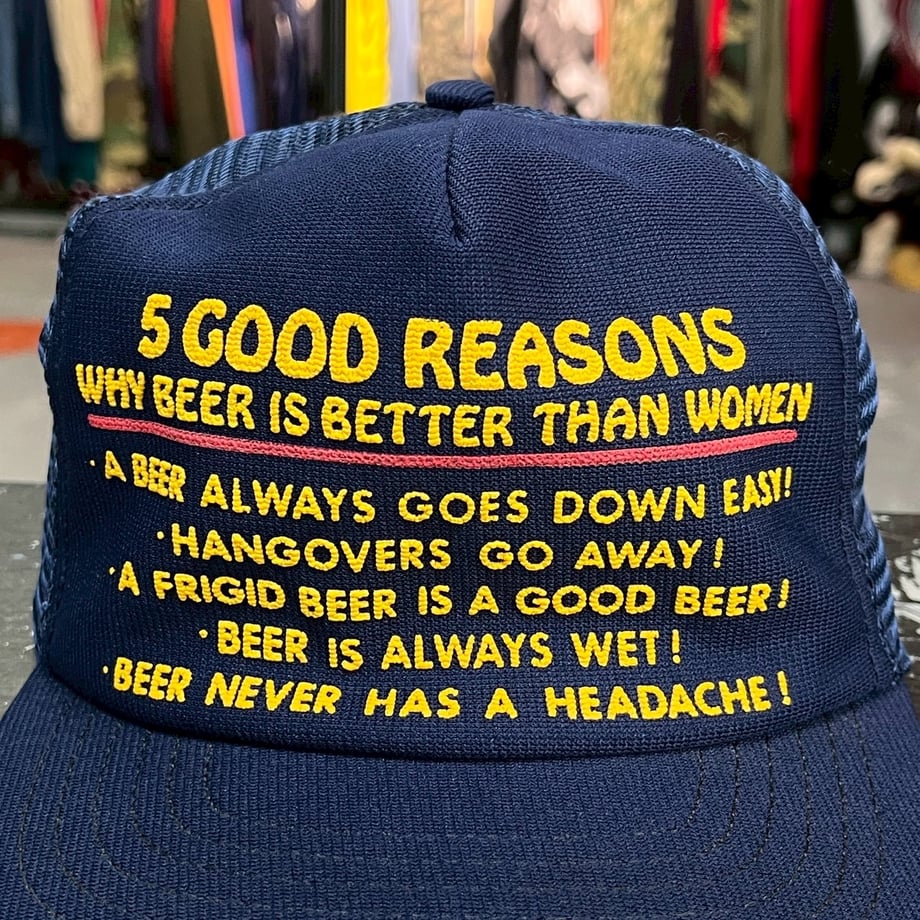 5 GOOD REASONS
WHY BEER IS BETTER THAN WOMEN
· A BEER ALWAYS GOES DOWN EASY!
· HANGOVERS GO AWAY!
· A FRIGID BEER IS A GOOD BEER!
· BEER IS ALWAYS WET!
· BEER NEVER HAS A HEADACHE!